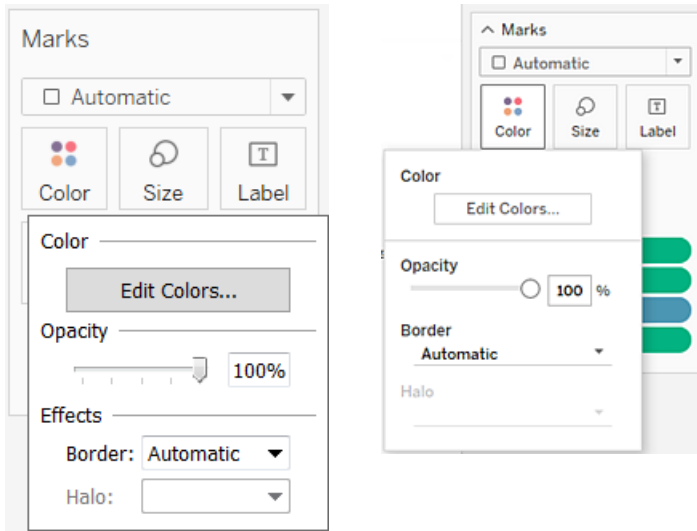 Marks
Automatic
Color Size Label
Color
Edit Colors...
Opacity
100%
Effects
Border: Automatic
Halo:
Marks
Automatic
Color Size Label
Color
Edit Colors...
Opacity
100 %
Border
Automatic
Halo